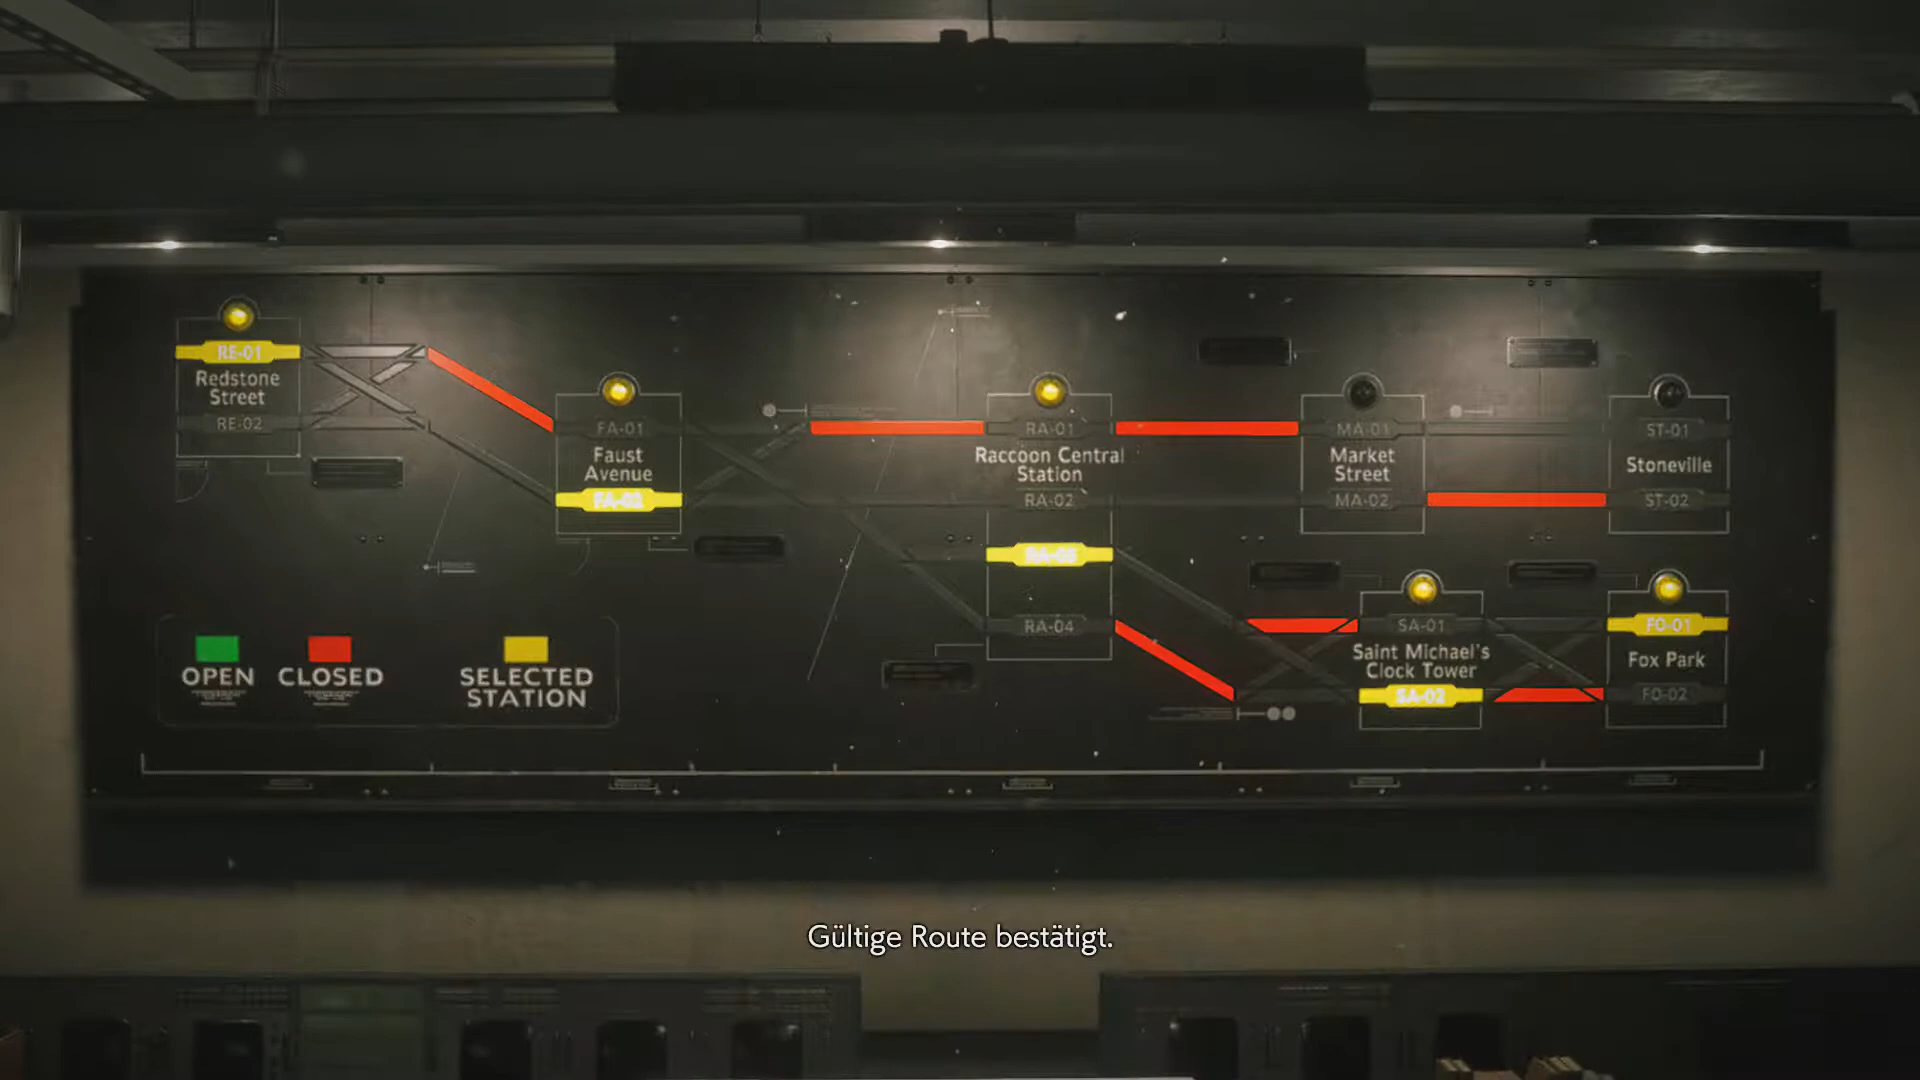 RE-01
Redstone
Street
RE-02
FA-01
Faust
Avenue
FA-02
RA-01
Raccoon Central
Station
RA-02
RA-04
MA-01
Market
Street
MA-02
ST-01
Stoneville
ST-02
SA-01
Saint Michael's
Clock Tower
SA-02
FO-01
Fox Park
FO-02
OPEN
CLOSED
SELECTED
STATION
Gültige Route bestätigt.